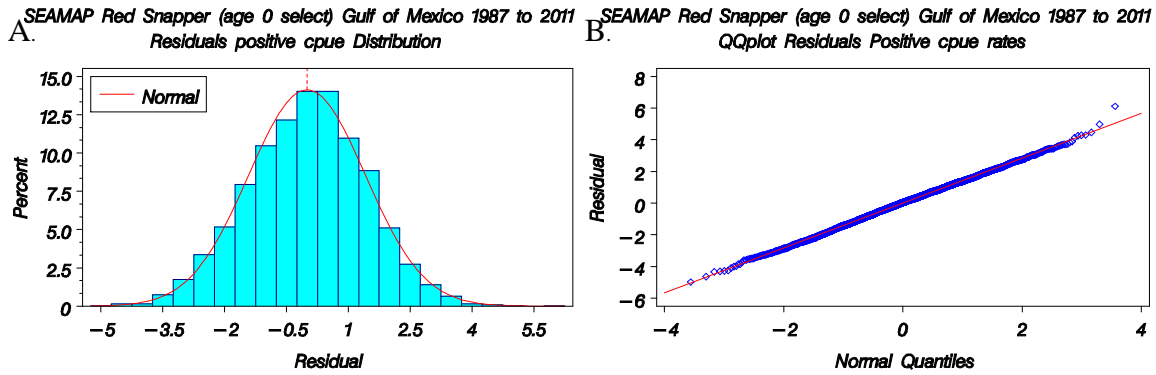 A.
SEAMAP Red Snapper (age 0 select) Gulf of Mexico 1987 to 2011
Residuals positive cpue Distribution
15.0
12.5
10.0
7.5
5.0
2.5
0
Percent
Normal
−5
−3.5
−2
−0.5
1
2.5
4
5.5
Residual
B.
SEAMAP Red Snapper (age 0 select) Gulf of Mexico 1987 to 2011
QQplot Residuals Positive cpue rates
8
6
4
2
0
−2
−4
−6
Residual
−4
−2
0
2
4
Normal Quantiles